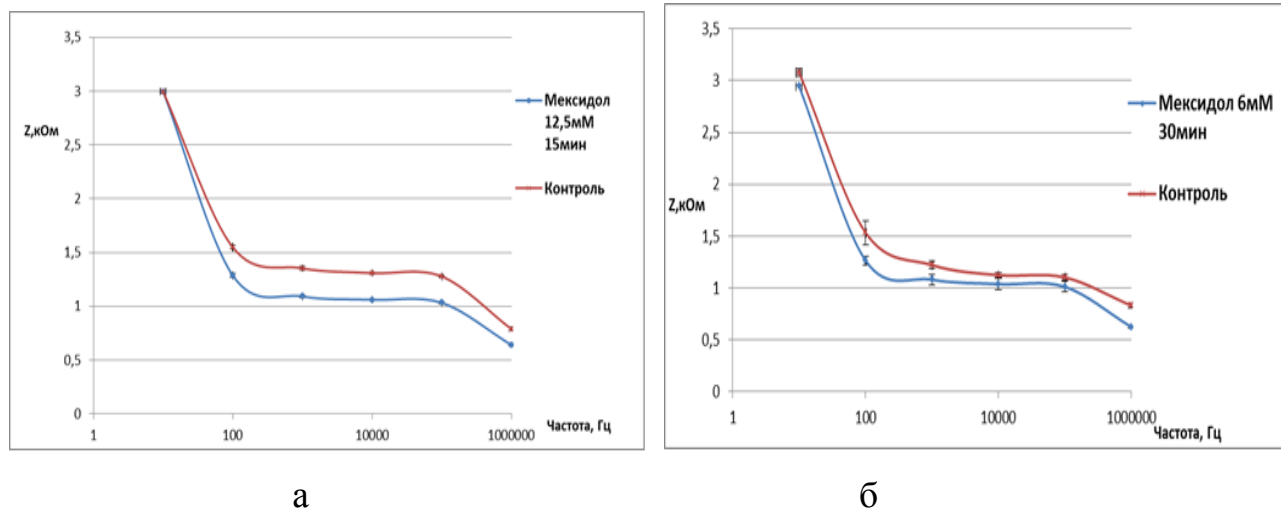 3,5
3
2,5
2
1,5
1
0,5
0
Z,кОм
1
100
10000
1000000
Частота, Гц
Мексидол
12,5мМ
15мин
Контроль
а
3,5
3
2,5
2
1,5
1
0,5
0
Z,кОм
1
100
10000
1000000
Частота, Гц
Мексидол 6мМ
30мин
Контроль
б